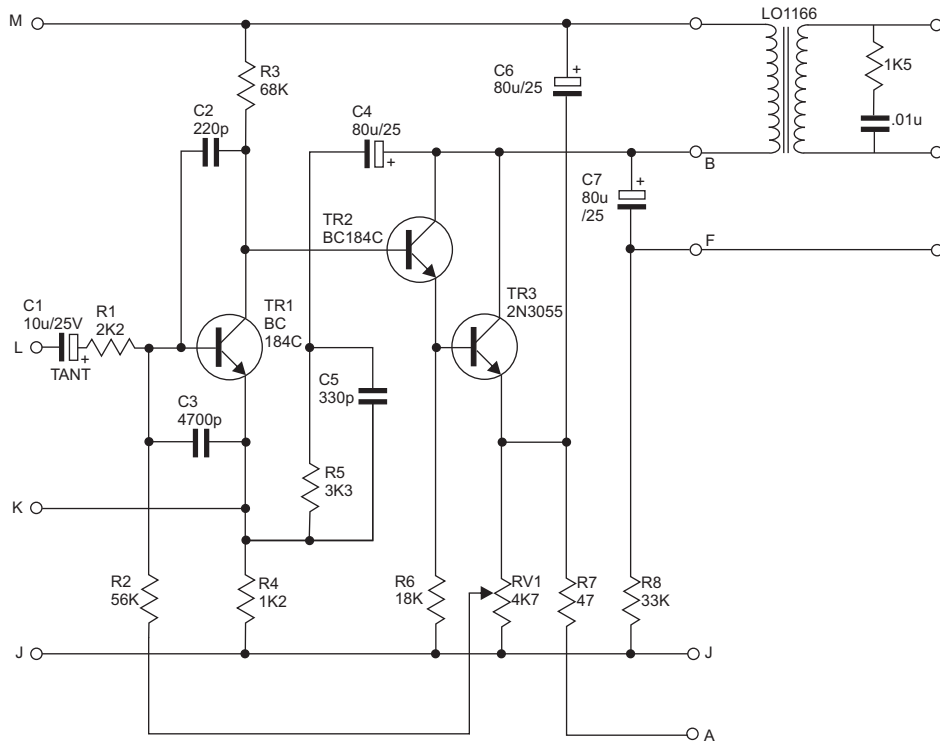 M
LO1166
R3
68K
C6
80u/25
+
1K5
C2
220p
C4
80u/25
+
.01u
B
C7
80u
/25
+
TR2
BC184C
F
TR1
BC
184C
TR3
2N3055
C1
10u/25V
R1
2K2
L
+
TANT
C5
330p
C3
4700p
R5
3K3
K
R2
56K
R4
1K2
R6
18K
RV1
4K7
R7
47
R8
33K
J
J
A